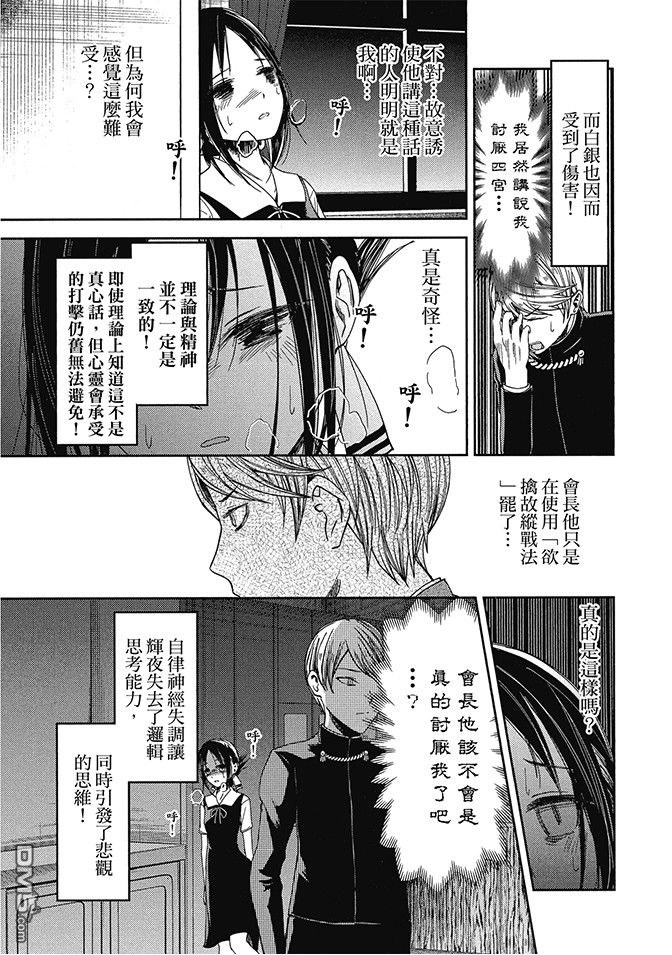 而白銀也因而
受到了傷害！
我居然講說我
討厭四宮…
不對…故意誘
使他講這種話
的人明明就是
我啊…
呼！
呼！
但為何我會
感覺這麼難
受…？
真是奇怪…
呼！
呼！
理論與精神
並不一定是
一致的！
即使理論上知道這不是
真心話，但心靈會承受
的打擊仍舊無法避免！
會長他只是
在使用「欲
擒故縱戰法
」罷了…
真的是這樣嗎？
會長他該不會是
真的討厭我了吧
…？
呼！
呼！
自律神經失調讓
輝夜失去了邏輯
思考能力，
同時引發了悲觀
的思維！
DM5